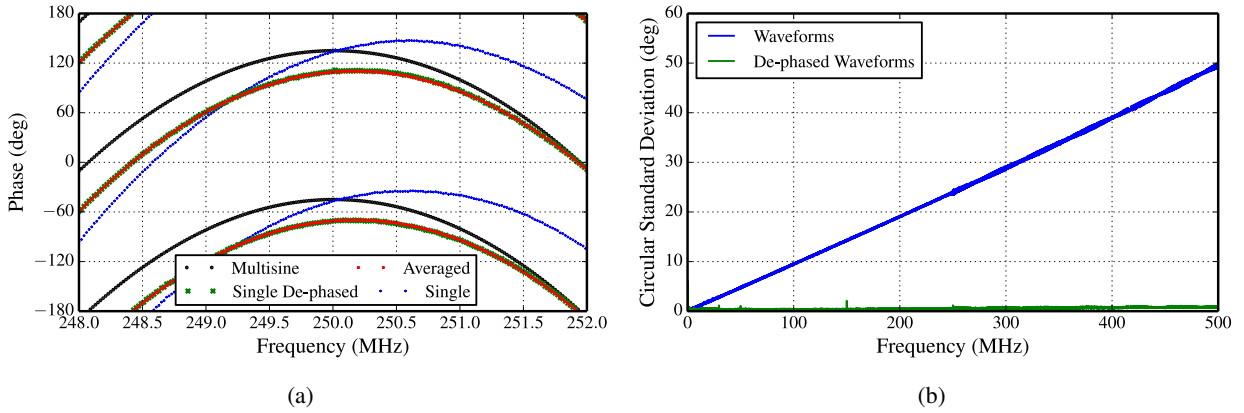 180
120
60
0
−60
−120
−180
Phase (deg)
248.0 248.5 249.0 249.5 250.0 250.5 251.0 251.5 252.0
Frequency (MHz)
Multisine
Single De-phased
Averaged
Single
(a)
60
50
40
30
20
10
0
Circular Standard Deviation (deg)
0 100 200 300 400 500
Frequency (MHz)
Waveforms
De-phased Waveforms
(b)